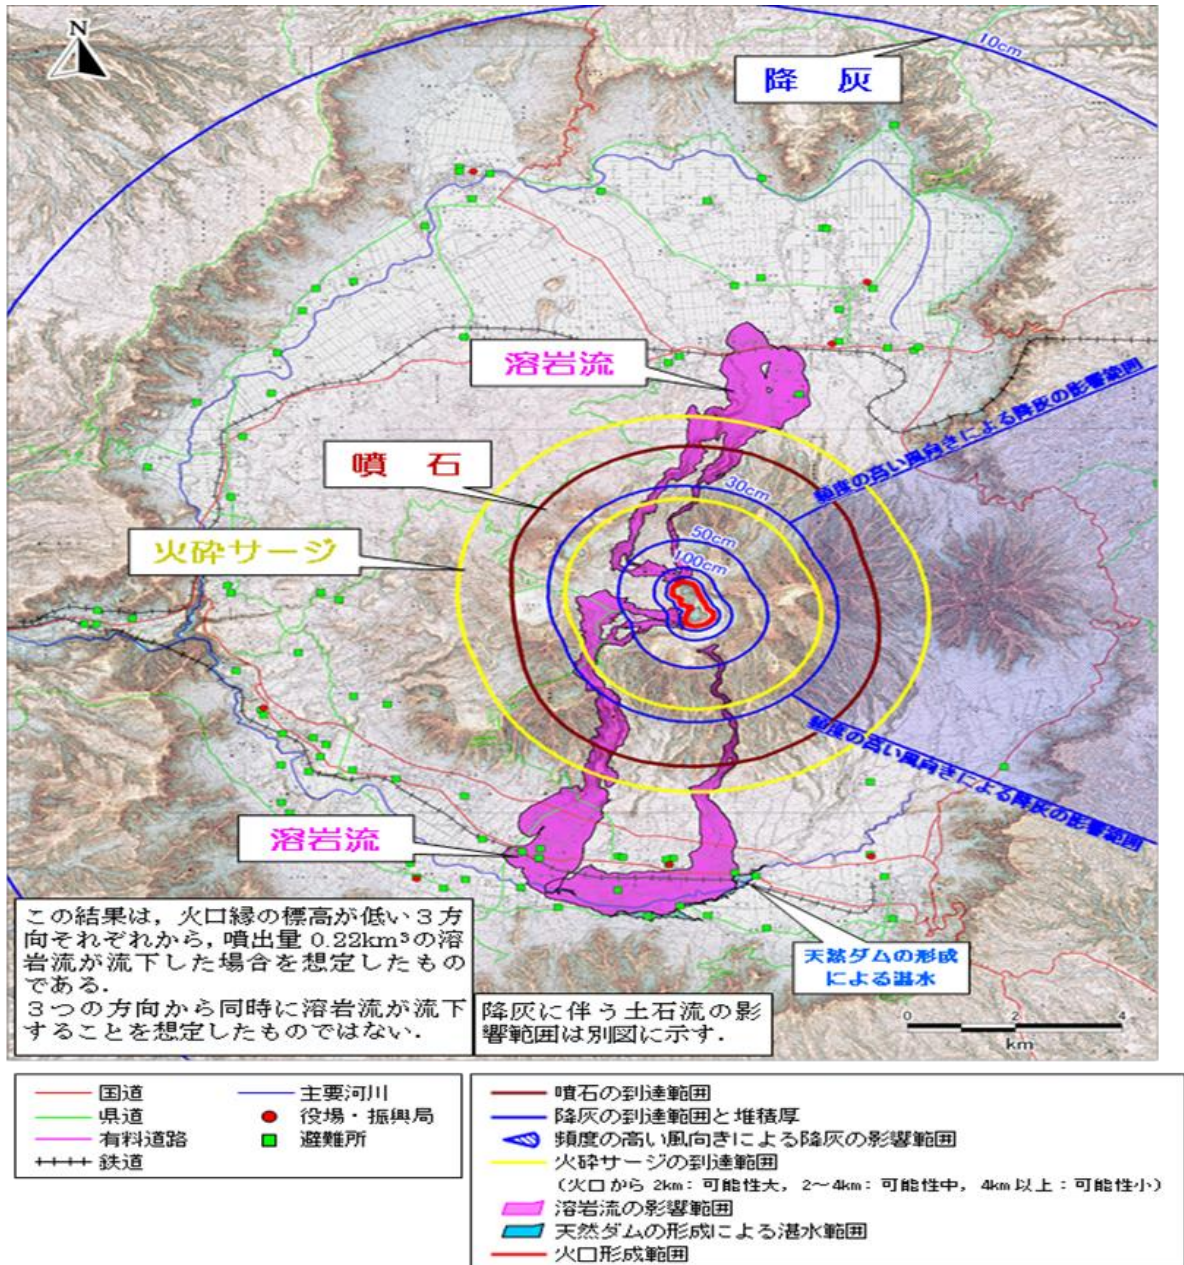 N
10cm
降 灰
溶岩流
頻度の高い風向きによる降灰の影響範囲
噴 石
30cm
50cm
100cm
火砕サージ
頻度の高い風向きによる降灰の影響範囲
溶岩流
天然ダムの形成
による湛水
この結果は，火口縁の標高が低い３方
向それぞれから，噴出量 0.22km³の溶
岩流が流下した場合を想定したもの
である．
３つの方向から同時に溶岩流が流下
することを想定したものではない．
降灰に伴う土石流の影
響範囲は別図に示す．
0 2 4
km
国道
県道
有料道路
鉄道
主要河川
役場・振興局
避難所
噴石の到達範囲
降灰の到達範囲と堆積厚
頻度の高い風向きによる降灰の影響範囲
火砕サージの到達範囲
（火口から 2km：可能性大，2～4km：可能性中，4km以上：可能性小）
溶岩流の影響範囲
天然ダムの形成による湛水範囲
火口形成範囲